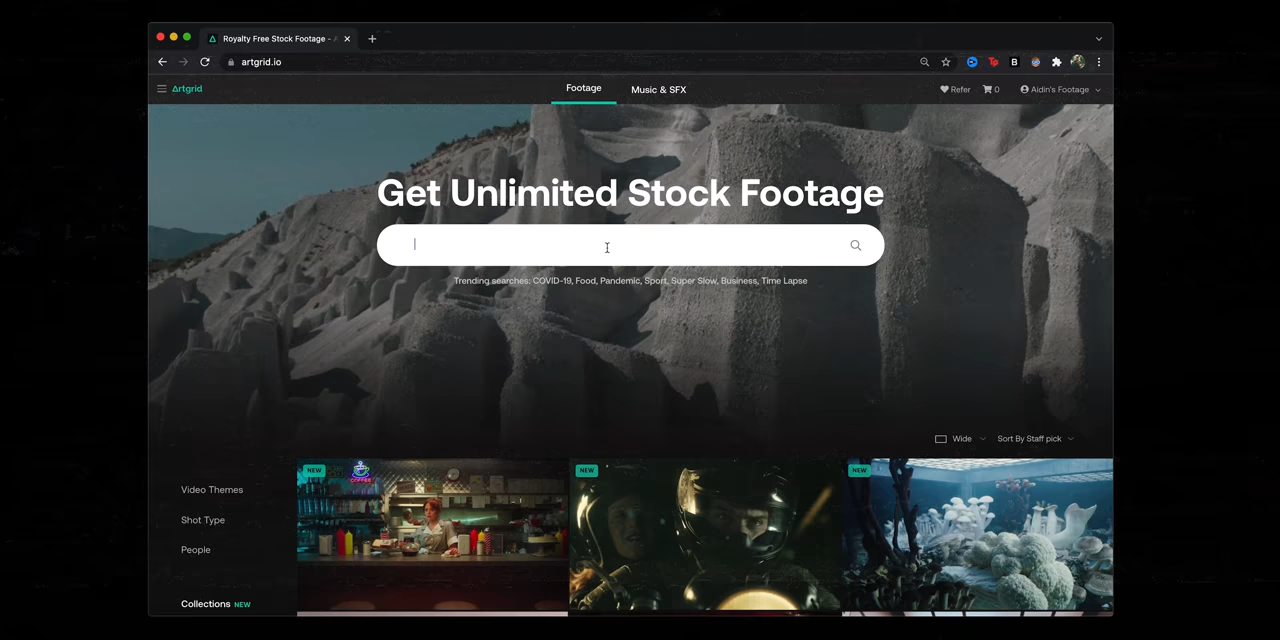 Royalty Free Stock Footage -
artgrid.io
Artgrid
Footage
Music & SFX
Refer
0
Aidin's Footage
Get Unlimited Stock Footage
Trending searches: COVID-19, Food, Pandemic, Sport, Super Slow, Business, Time Lapse
Wide
Sort By Staff pick
Video Themes
Shot Type
People
Collections NEW
NEW
COFFEE
NEW
NEW